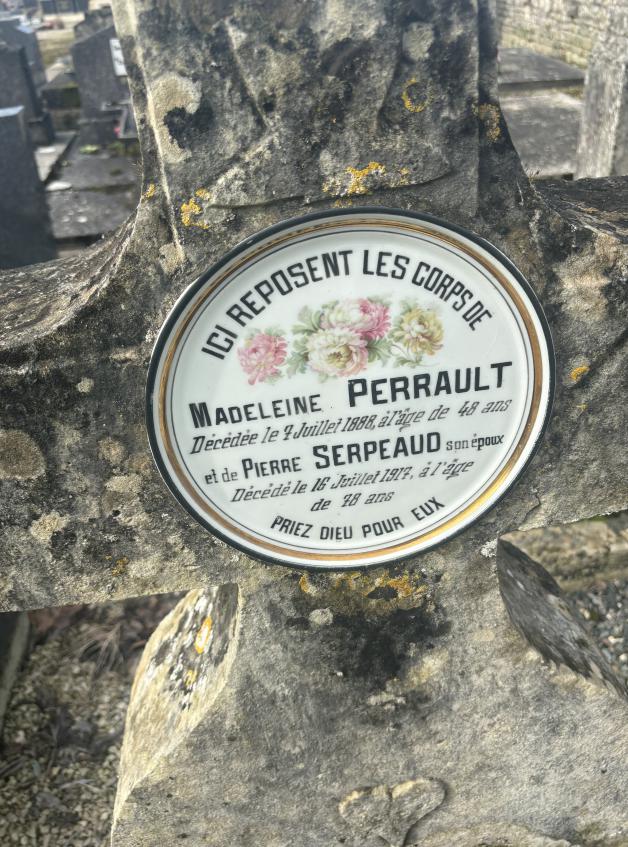 ICI REPOSENT LES CORPS DE
MADELEINE PERRAULT
Décédée le 7 Juillet 1888, à l'âge de 48 ans
et de PIERRE SERPEAUD son époux
Décédé le 16 Juillet 1917, à l'âge
de 78 ans
PRIEZ DIEU POUR EUX